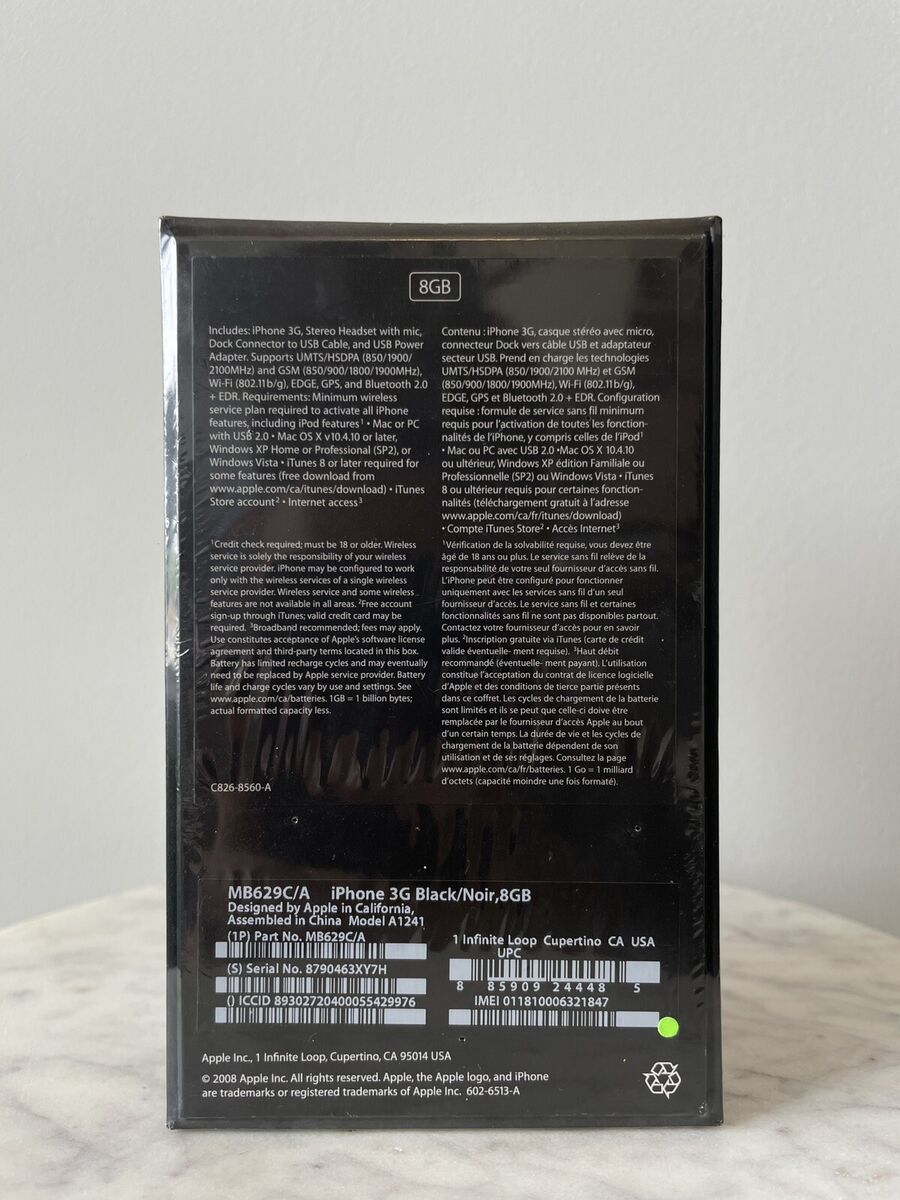 8GB
Includes: iPhone 3G, Stereo Headset with mic,
Dock Connector to USB Cable, and USB Power
Adapter. Supports UMTS/HSDPA (850/1900/
2100MHz) and GSM (850/900/1800/1900MHz),
Wi-Fi (802.11b/g), EDGE, GPS, and Bluetooth 2.0
+ EDR. Requirements: Minimum wireless
service plan required to activate all iPhone
features, including iPod features¹ • Mac or PC
with USB 2.0 • Mac OS X v10.4.10 or later,
Windows XP Home or Professional (SP2), or
Windows Vista • iTunes 8 or later required for
some features (free download from
www.apple.com/ca/itunes/download) • iTunes
Store account² • Internet access³
¹Credit check required; must be 18 or older. Wireless
service is solely the responsibility of your wireless
service provider. iPhone may be configured to work
only with the wireless services of a single wireless
service provider. Wireless service and some wireless
features are not available in all areas. ²Free account
sign-up through iTunes; valid credit card may be
required. ³Broadband recommended; fees may apply.
Use constitutes acceptance of Apple's software license
agreement and third-party terms located in this box.
Battery has limited recharge cycles and may eventually
need to be replaced by Apple service provider. Battery
life and charge cycles vary by use and settings. See
www.apple.com/ca/batteries. 1GB = 1 billion bytes;
actual formatted capacity less.
C826-8560-A
Contenu : iPhone 3G, casque stéréo avec micro,
connecteur Dock vers câble USB et adaptateur
secteur USB. Prend en charge les technologies
UMTS/HSDPA (850/1900/2100 MHz) et GSM
(850/900/1800/1900MHz), Wi-Fi (802.11b/g),
EDGE, GPS et Bluetooth 2.0 + EDR. Configuration
requise : formule de service sans fil minimum
requis pour l'activation de toutes les fonction-
nalités de l'iPhone, y compris celles de l'iPod¹
• Mac ou PC avec USB 2.0 •Mac OS X 10.4.10
ou ultérieur, Windows XP édition Familiale ou
Professionnelle (SP2) ou Windows Vista • iTunes
8 ou ultérieur requis pour certaines fonction-
nalités (téléchargement gratuit à l'adresse
www.apple.com/ca/fr/itunes/download)
• Compte iTunes Store² • Accès Internet³
¹Vérification de la solvabilité requise, vous devez être
âgé de 18 ans ou plus. Le service sans fil relève de la
responsabilité de votre seul fournisseur d'accès sans fil.
L'iPhone peut être configuré pour fonctionner
uniquement avec les services sans fil d'un seul
fournisseur d'accès. Le service sans fil et certaines
fonctionnalités sans fil ne sont pas disponibles partout.
Contactez votre fournisseur d'accès pour en savoir
plus. ²Inscription gratuite via iTunes (carte de crédit
valide éventuelle- ment requise). ³Haut débit
recommandé (éventuelle- ment payant). L'utilisation
constitue l'acceptation du contrat de licence logicielle
d'Apple et des conditions de tierce partie présents
dans ce coffret. Les cycles de chargement de la batterie
sont limités et il se peut que celle-ci doive être
remplacée par le fournisseur d'accès Apple au bout
d'un certain temps. La durée de vie et les cycles de
chargement de la batterie dépendent de son
utilisation et de ses réglages. Consultez la page
www.apple.com/ca/fr/batteries. 1 Go = 1 milliard
d'octets (capacité moindre une fois formaté).
MB629C/A iPhone 3G Black/Noir,8GB
Designed by Apple in California,
Assembled in China Model A1241
(1P) Part No. MB629C/A
(S) Serial No. 8790463XY7H
() ICCID 89302720400055429976
1 Infinite Loop Cupertino CA USA
UPC
8 85909 24448 5
IMEI 011810006321847
Apple Inc., 1 Infinite Loop, Cupertino, CA 95014 USA
© 2008 Apple Inc. All rights reserved. Apple, the Apple logo, and iPhone
are trademarks or registered trademarks of Apple Inc. 602-6513-A